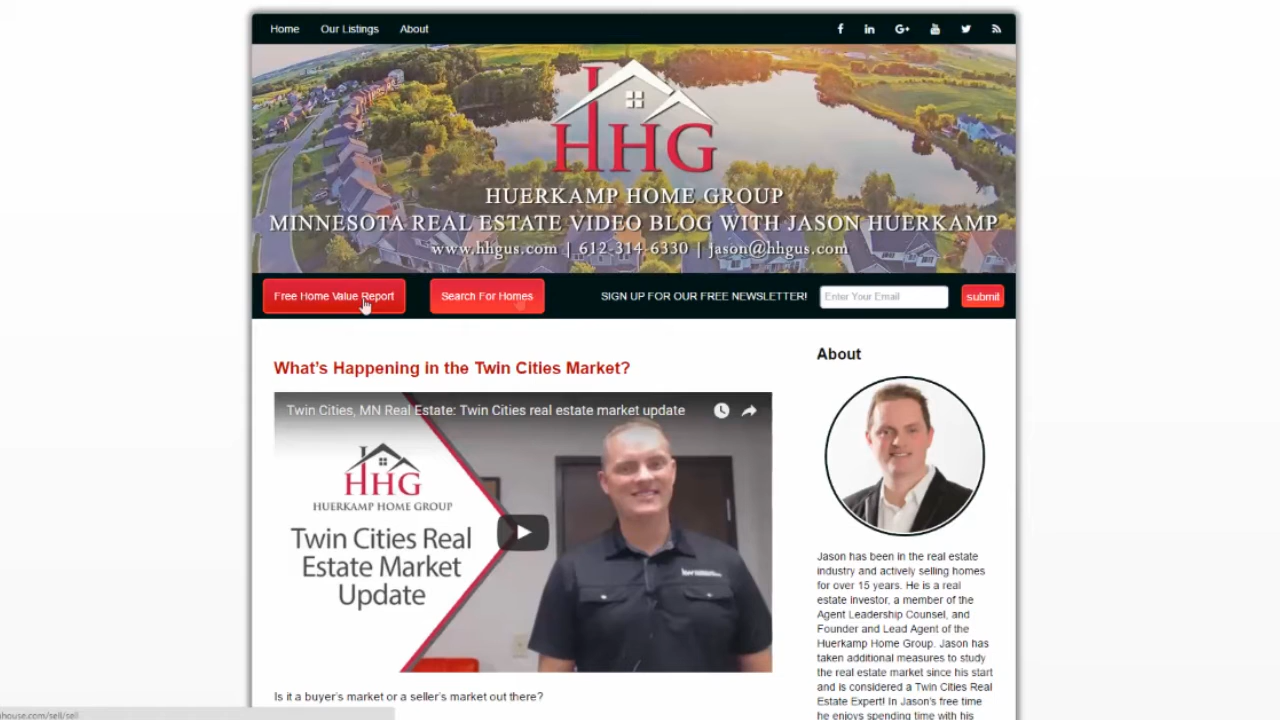 Home Our Listings About
HHG
HUERKAMP HOME GROUP
MINNESOTA REAL ESTATE VIDEO BLOG WITH JASON HUERKAMP
www.hhgus.com | 612-314-6330 | jason@hhgus.com
Free Home Value Report Search For Homes SIGN UP FOR OUR FREE NEWSLETTER! Enter Your Email submit
What's Happening in the Twin Cities Market?
Twin Cities, MN Real Estate: Twin Cities real estate market update
HHG
HUERKAMP HOME GROUP
Twin Cities Real
Estate Market
Update
Is it a buyer's market or a seller's market out there?
About
Jason has been in the real estate
industry and actively selling homes
for over 15 years. He is a real
estate investor, a member of the
Agent Leadership Counsel, and
Founder and Lead Agent of the
Huerkamp Home Group. Jason has
taken additional measures to study
the real estate market since his start
and is considered a Twin Cities Real
Estate Expert! In Jason's free time
he enjoys spending time with his
house.com/sell/sell